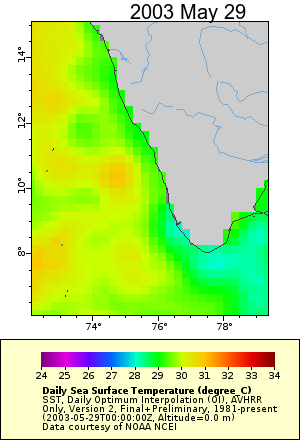 2003 May 29
14°
12°
10°
8°
74°
76°
78°
24 25 26 27 28 29 30 31 32 33 34
Daily Sea Surface Temperature (degree_C)
SST, Daily Optimum Interpolation (OI), AVHRR
Only, Version 2, Final+Preliminary, 1981-present
(2003-05-29T00:00:00Z, Altitude=0.0 m)
Data courtesy of NOAA NCEI